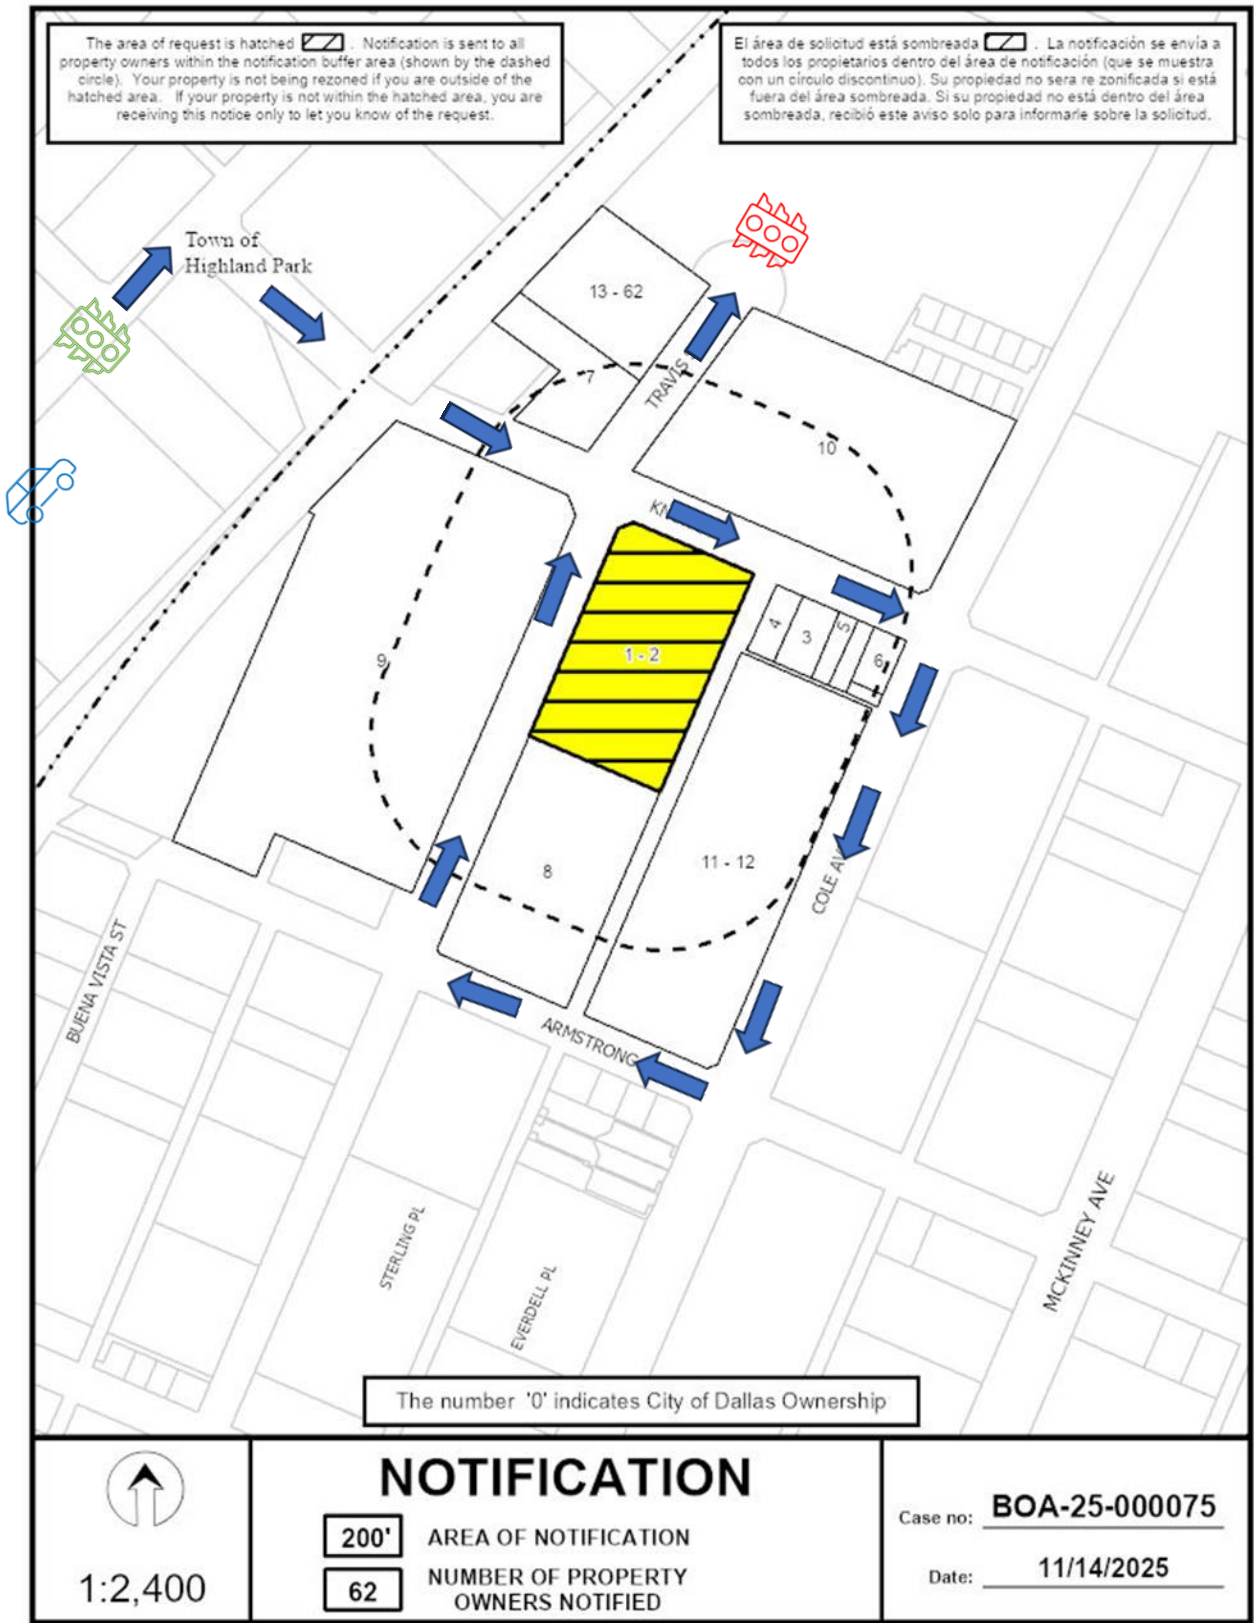 The area of request is hatched . Notification is sent to all
property owners within the notification buffer area (shown by the dashed
circle). Your property is not being rezoned if you are outside of the
hatched area. If your property is not within the hatched area, you are
receiving this notice only to let you know of the request.
El área de solicitud está sombreada . La notificación se envía a
todos los propietarios dentro del área de notificación (que se muestra
con un círculo discontinuo). Su propiedad no sera re zonificada si está
fuera del área sombreada. Si su propiedad no está dentro del área
sombreada, recibió este aviso solo para informarle sobre la solicitud.
Town of
Highland Park
13 - 62
7
TRAVIS
10
1 - 2
4
3
5
6
9
8
11 - 12
COLE
BUENA VISTA ST
ARMSTRONG
STERLING PL
EVERDELL PL
MCKINNEY AVE
The number '0' indicates City of Dallas Ownership
1:2,400
NOTIFICATION
200' AREA OF NOTIFICATION
62 NUMBER OF PROPERTY
OWNERS NOTIFIED
Case no: BOA-25-000075
Date: 11/14/2025